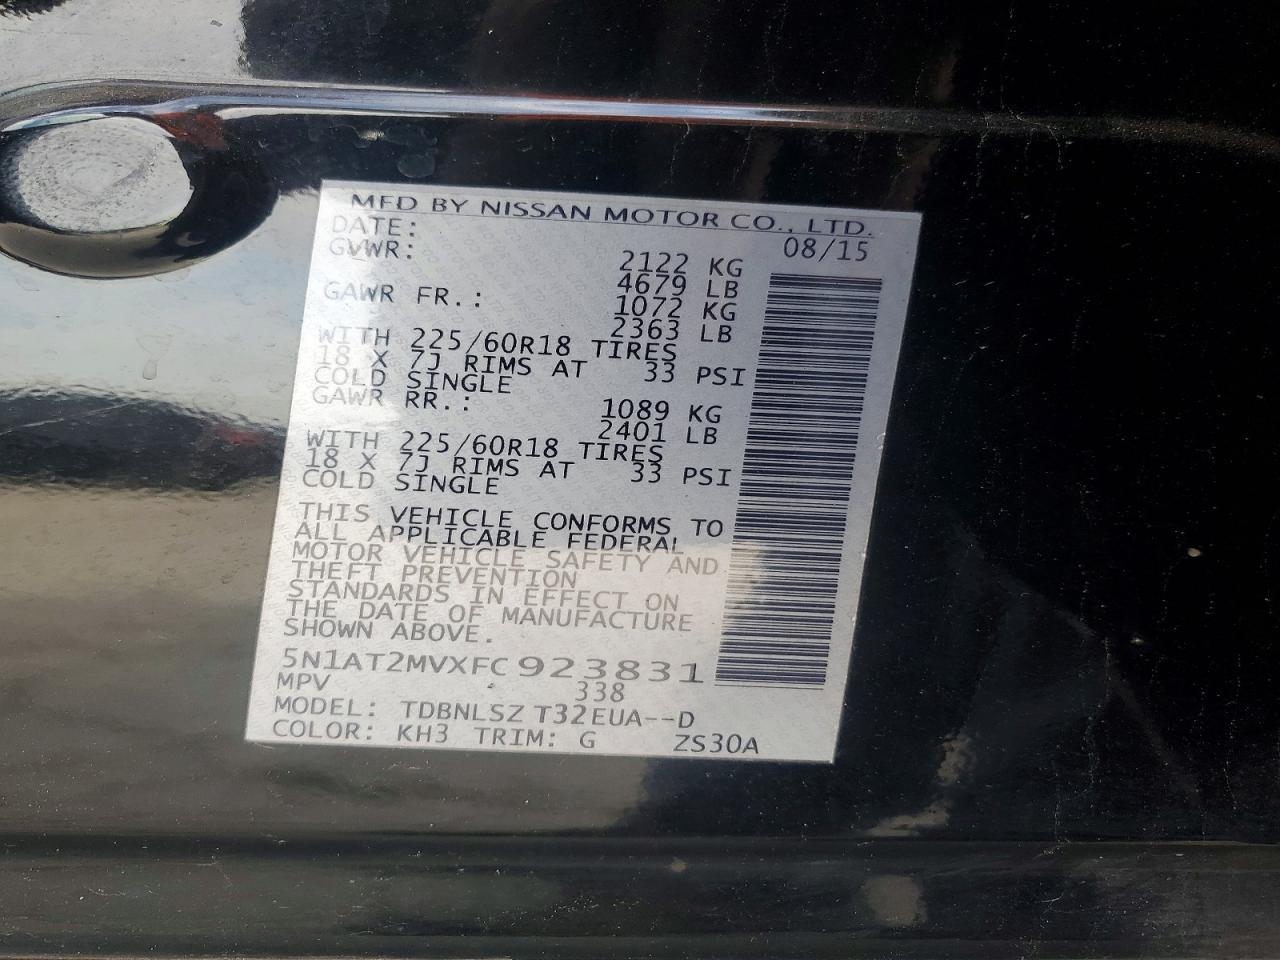 MFD BY NISSAN MOTOR CO., LTD.
DATE: 08/15
GVWR: 2122 KG
4679 LB
GAWR FR.: 1072 KG
2363 LB
WITH 225/60R18 TIRES
18 X 7J RIMS AT 33 PSI
COLD SINGLE
GAWR RR.: 1089 KG
2401 LB
WITH 225/60R18 TIRES
18 X 7J RIMS AT 33 PSI
COLD SINGLE
THIS VEHICLE CONFORMS TO
ALL APPLICABLE FEDERAL
MOTOR VEHICLE SAFETY AND
THEFT PREVENTION
STANDARDS IN EFFECT ON
THE DATE OF MANUFACTURE
SHOWN ABOVE.
5N1AT2MVXFC923831
MPV 338
MODEL: TDBNLSZ T32EUA--D
COLOR: KH3 TRIM: G ZS30A